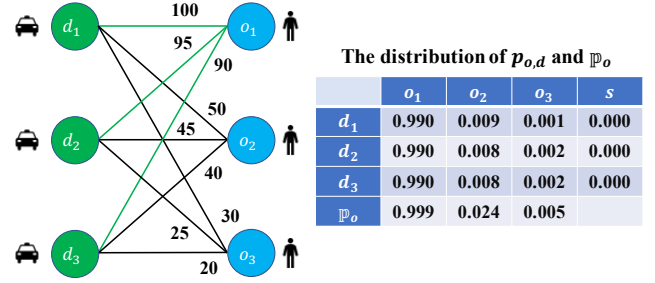 100
d₁
o₁
95
90
50
d₂
45
o₂
40
30
25
d₃
o₃
20
The distribution of pₒ,d and ℙₒ
o₁ o₂ o₃ s
d₁ 0.990 0.009 0.001 0.000
d₂ 0.990 0.008 0.002 0.000
d₃ 0.990 0.008 0.002 0.000
ℙₒ 0.999 0.024 0.005